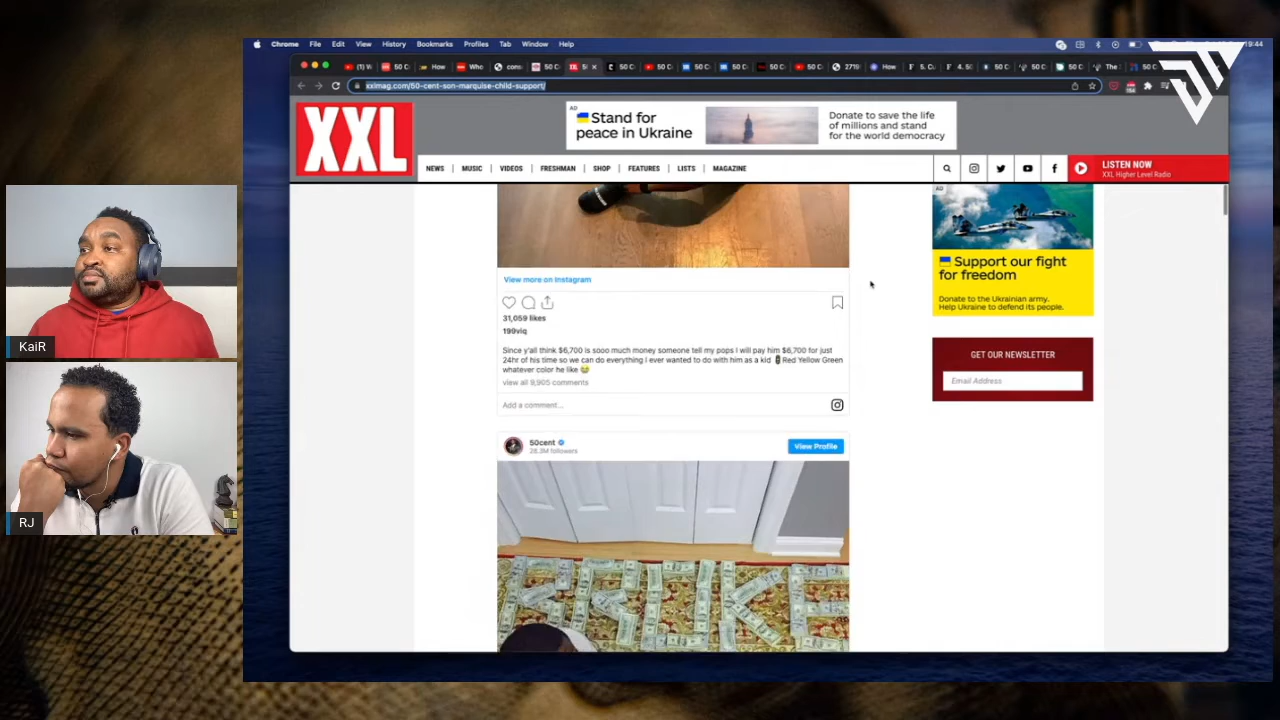 Chrome File Edit View History Bookmarks Profiles Tab Window Help
19:44
xxlmag.com/50-cent-son-marquise-child-support/
XXL
AD
Stand for
peace in Ukraine
Donate to save the life
of millions and stand
for the world democracy
NEWS | MUSIC | VIDEOS | FRESHMAN | SHOP | FEATURES | LISTS | MAGAZINE
LISTEN NOW
XXL Higher Level Radio
View more on Instagram
31,059 likes
199viq
Since y'all think $6,700 is sooo much money someone tell my pops I will pay him $6,700 for just
24hr of his time so we can do everything I ever wanted to do with him as a kid 🚦Red Yellow Green
whatever color he like
view all 9,905 comments
Add a comment...
50cent
View Profile
AD
Support our fight
for freedom
Donate to the Ukrainian army.
Help Ukraine to defend its people.
GET OUR NEWSLETTER
Email Address
KaiR
RJ